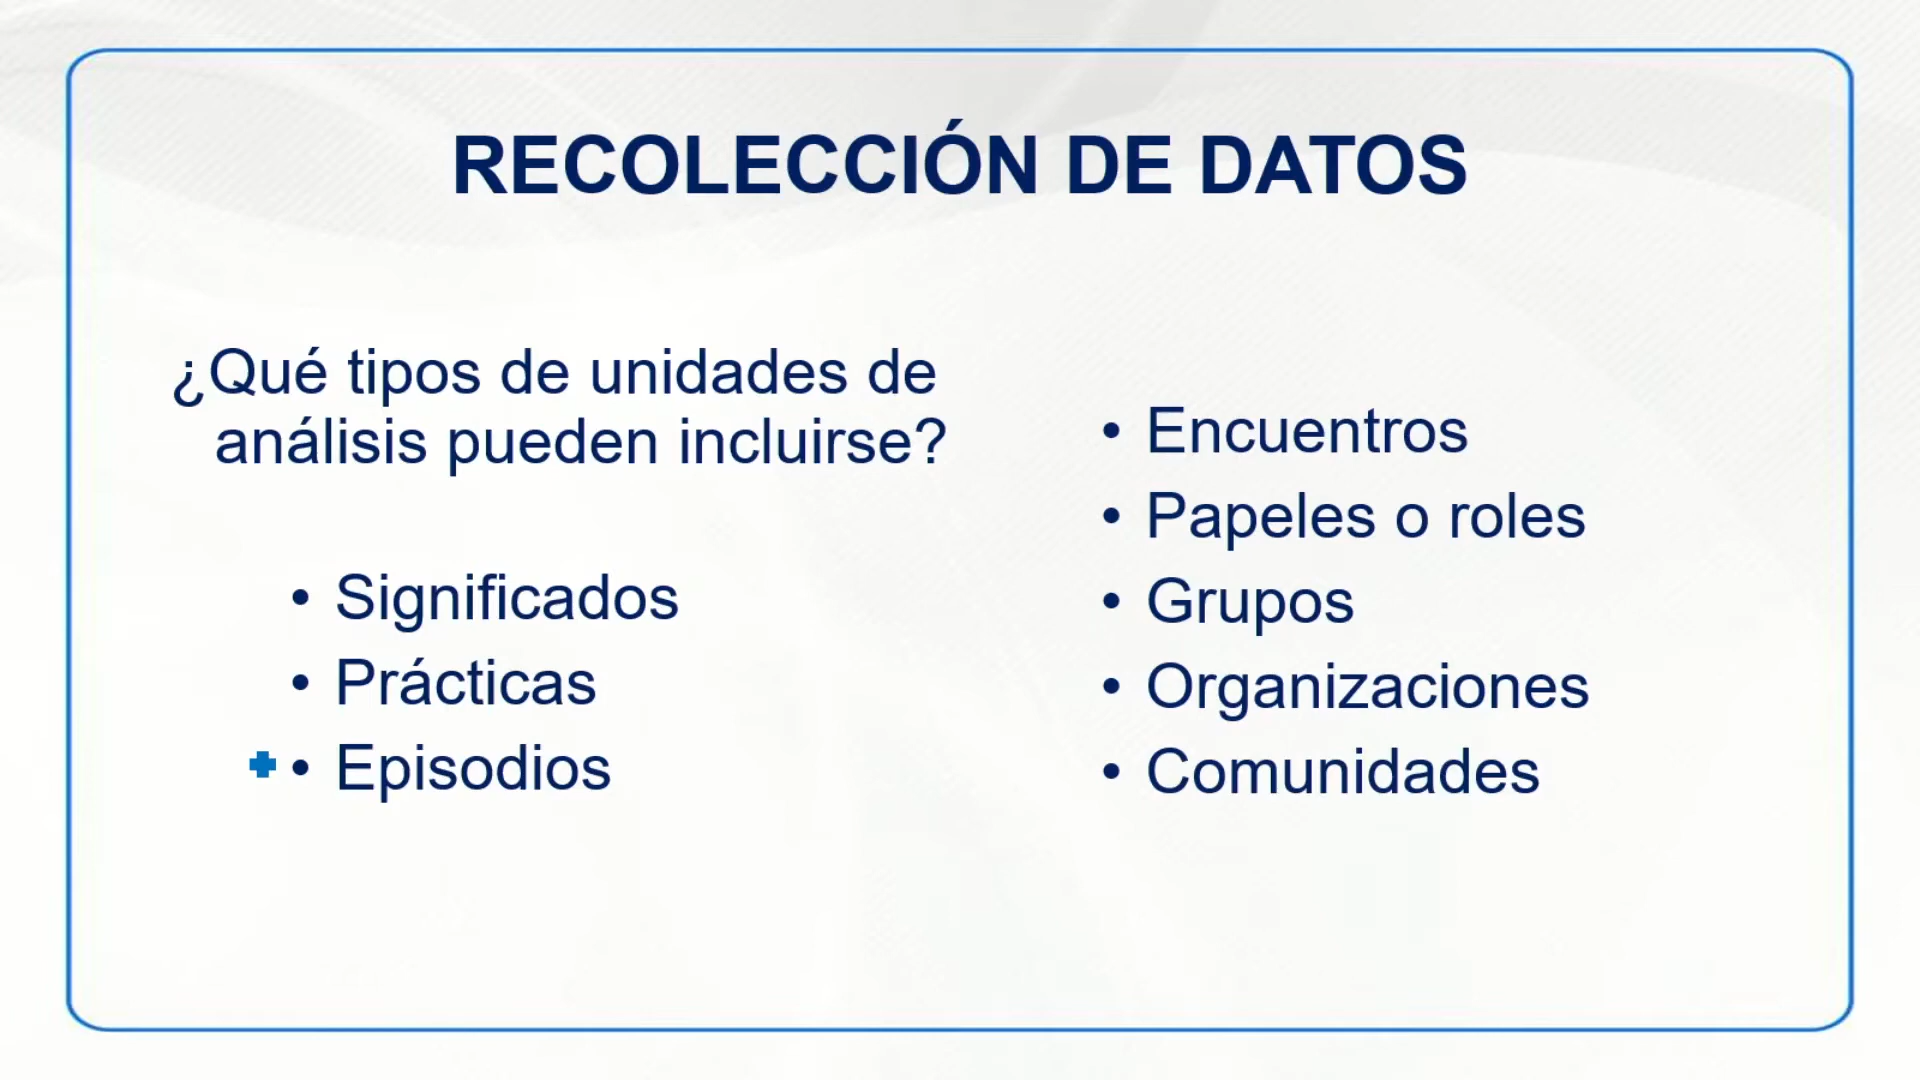 RECOLECCIÓN DE DATOS
¿Qué tipos de unidades de
análisis pueden incluirse?
• Significados
• Prácticas
• Episodios
• Encuentros
• Papeles o roles
• Grupos
• Organizaciones
• Comunidades